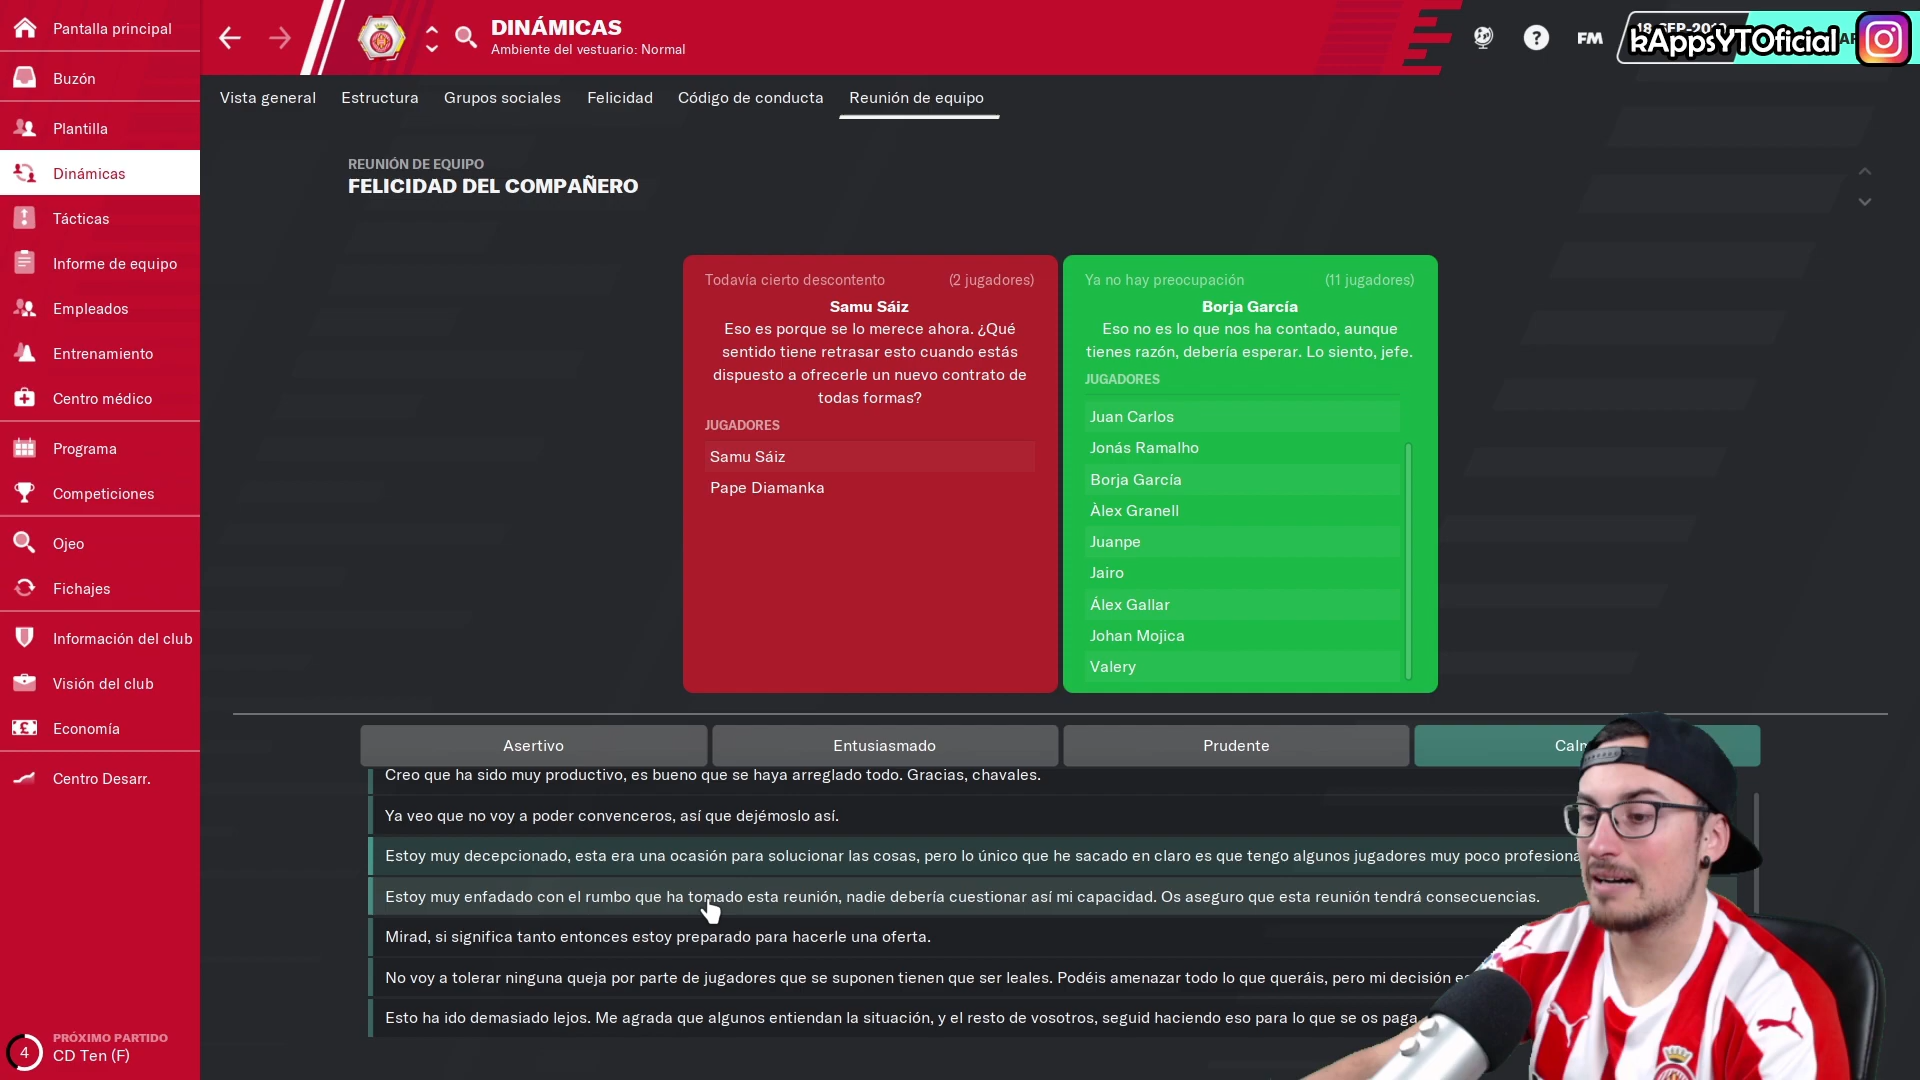 Pantalla principal
Buzón
Plantilla
Dinámicas
Tácticas
Informe de equipo
Empleados
Entrenamiento
Centro médico
Programa
Competiciones
Ojeo
Fichajes
Información del club
Visión del club
Economía
Centro Desarr.
4
PRÓXIMO PARTIDO
CD Ten (F)
DINÁMICAS
Ambiente del vestuario: Normal
FM
kAppsYTOficial
Vista general
Estructura
Grupos sociales
Felicidad
Código de conducta
Reunión de equipo
REUNIÓN DE EQUIPO
FELICIDAD DEL COMPAÑERO
Todavía cierto descontento (2 jugadores)
Samu Sáiz
Eso es porque se lo merece ahora. ¿Qué
sentido tiene retrasar esto cuando estás
dispuesto a ofrecerle un nuevo contrato de
todas formas?
JUGADORES
Samu Sáiz
Pape Diamanka
Ya no hay preocupación (11 jugadores)
Borja García
Eso no es lo que nos ha contado, aunque
tienes razón, debería esperar. Lo siento, jefe.
JUGADORES
Juan Carlos
Jonás Ramalho
Borja García
Àlex Granell
Juanpe
Jairo
Álex Gallar
Johan Mojica
Valery
Asertivo
Entusiasmado
Prudente
Creo que ha sido muy productivo, es bueno que se haya arreglado todo. Gracias, chavales.
Ya veo que no voy a poder convenceros, así que dejémoslo así.
Estoy muy decepcionado, esta era una ocasión para solucionar las cosas, pero lo único que he sacado en claro es que tengo algunos jugadores muy poco
Estoy muy enfadado con el rumbo que ha tomado esta reunión, nadie debería cuestionar así mi capacidad. Os aseguro que esta reunión tendrá consecuencias.
Mirad, si significa tanto entonces estoy preparado para hacerle una oferta.
No voy a tolerar ninguna queja por parte de jugadores que se suponen tienen que ser leales. Podéis amenazar todo lo que queráis, pero mi decisión
Esto ha ido demasiado lejos. Me agrada que algunos entiendan la situación, y el resto de vosotros, seguid haciendo eso para lo que se os paga